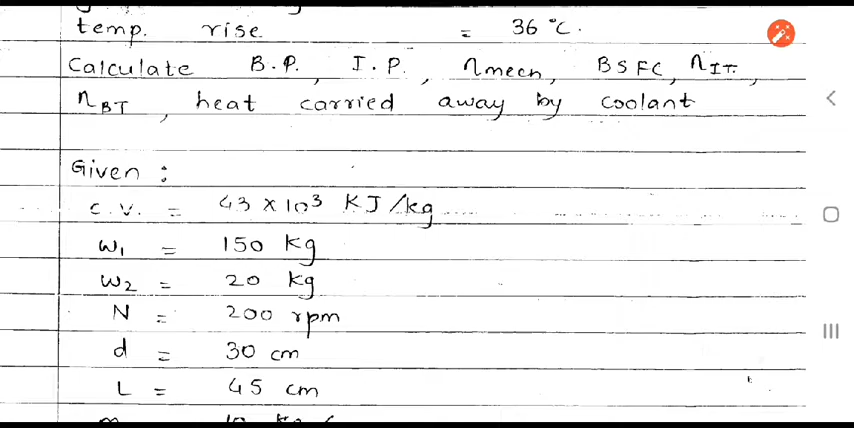 temp. rise = 36 °C.
Calculate B.P., I.P., ηmech, BSFC, ηIT,
ηBT, heat carried away by coolant
Given :
C.V. = 43 x 10³ KJ/kg
W₁ = 150 kg
W₂ = 20 kg
N = 200 rpm
d = 30 cm
L = 45 cm